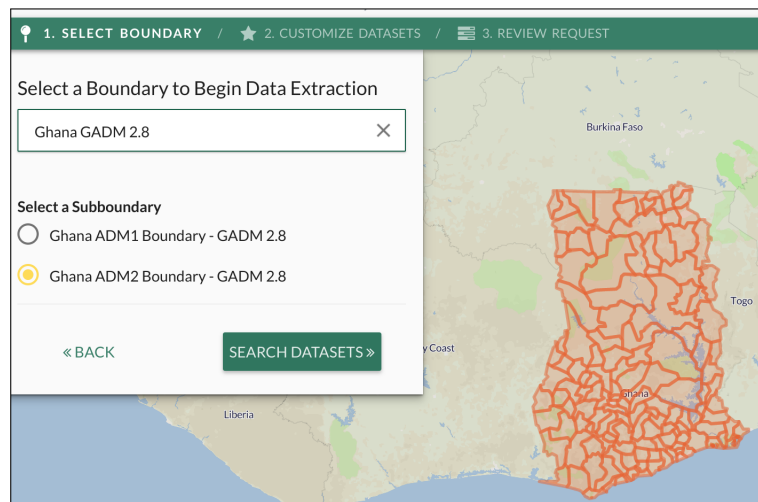 1. SELECT BOUNDARY / 2. CUSTOMIZE DATASETS / 3. REVIEW REQUEST
Select a Boundary to Begin Data Extraction
Ghana GADM 2.8
Select a Subboundary
Ghana ADM1 Boundary - GADM 2.8
Ghana ADM2 Boundary - GADM 2.8
« BACK
SEARCH DATASETS »
Burkina Faso
Togo
y Coast
Ghana
Liberia